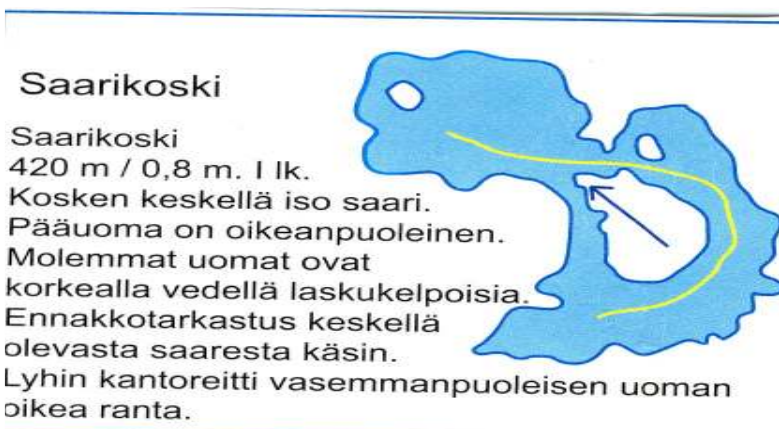 Saarikoski
Saarikoski
420 m / 0,8 m. I lk.
Kosken keskellä iso saari.
Pääuoma on oikeanpuoleinen.
Molemmat uomat ovat
korkealla vedellä laskukelpoisia.
Ennakkotarkastus keskellä
olevasta saaresta käsin.
Lyhin kantoreitti vasemmanpuoleisen uoman
oikea ranta.